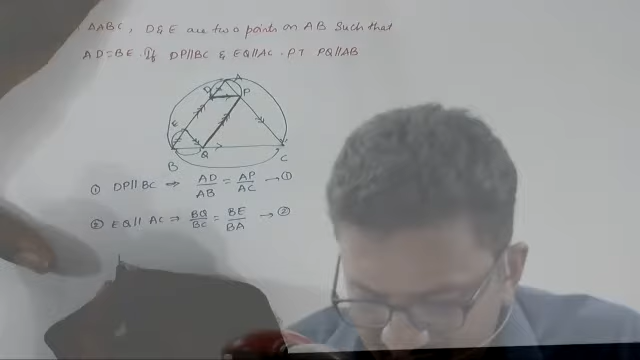 ∆ABC, D & E are two points on AB such that
AD=BE. If DP//BC & EQ//AC. PT PQ//AB
A
D P
E
B Q C
① DP//BC ⇒ AD/AB = AP/AC → ①
② EQ//AC ⇒ BQ/BC = BE/BA → ②